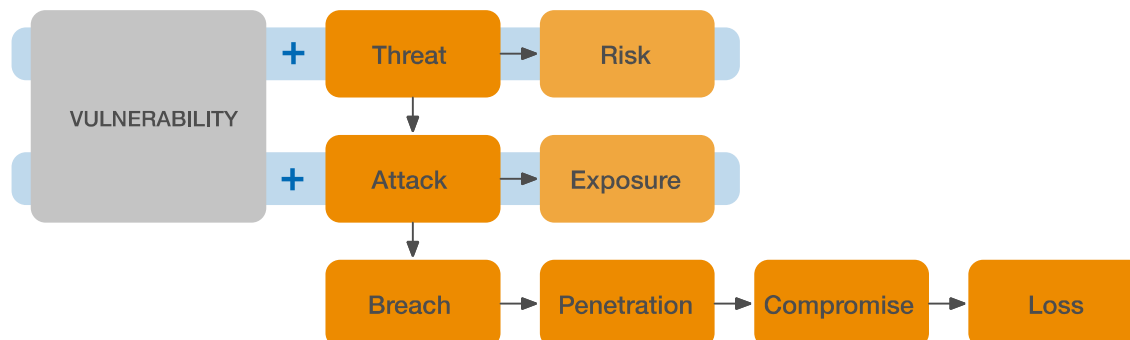 VULNERABILITY
+
Threat
Risk
+
Attack
Exposure
Breach
Penetration
Compromise
Loss